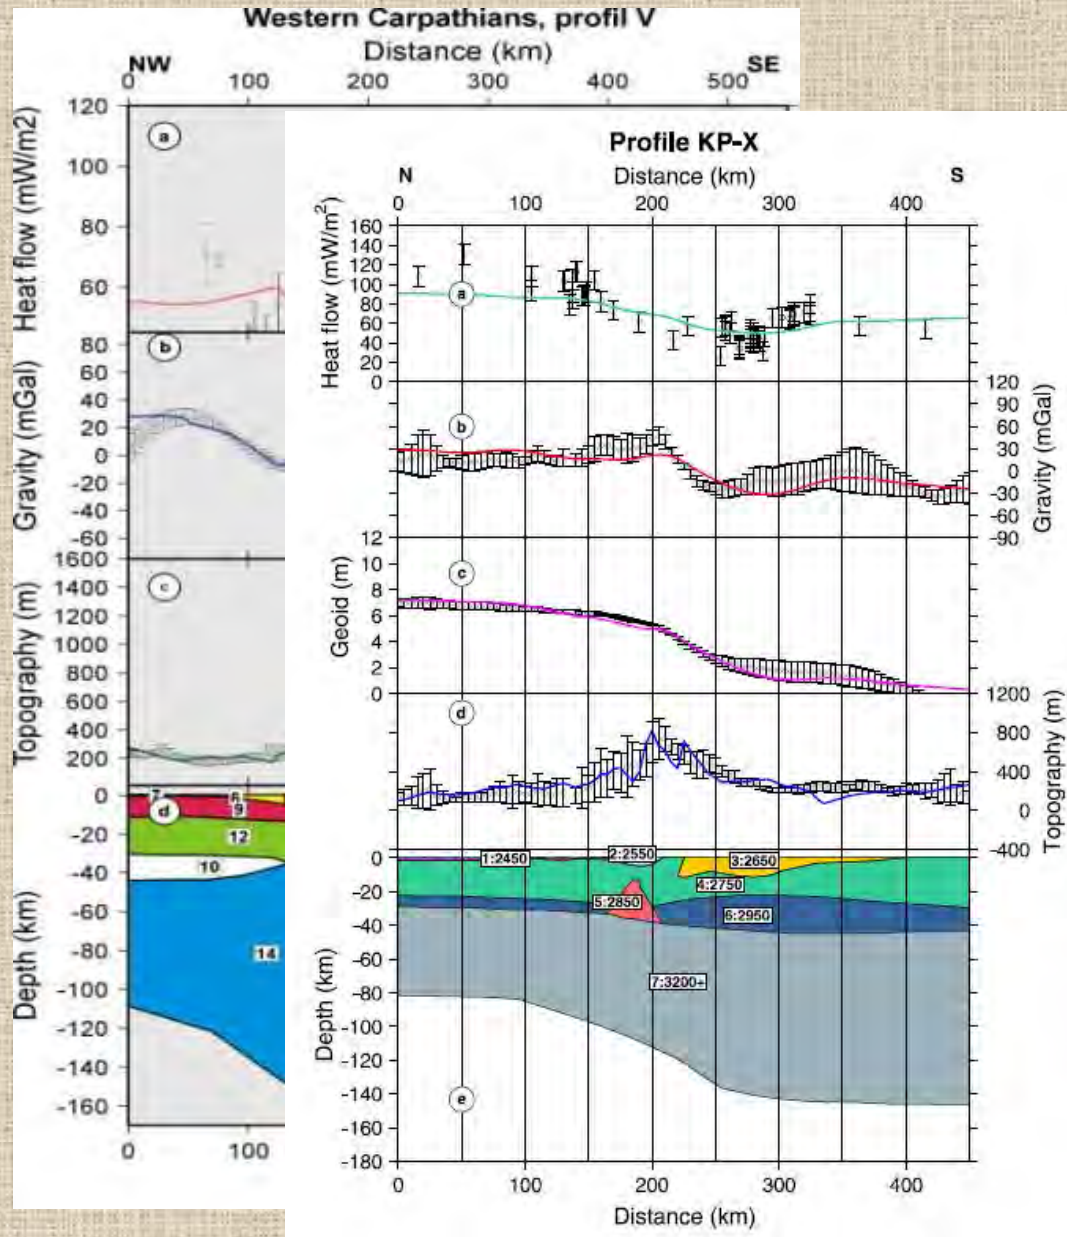 Western Carpathians, profil V
Distance (km)
NW SE
0 100 200 300 400 500
Heat flow (mW/m2)
120
100
80
60
a
Gravity (mGal)
80
60
40
20
0
-20
-40
-60
b
Topography (m)
1600
1400
1200
1000
800
600
400
200
c
Depth (km)
0
-20
-40
-60
-80
-100
-120
-140
-160
d
7
6
9
12
10
14
0 100
Profile KP-X
Distance (km)
N S
0 100 200 300 400
Heat flow (mW/m²)
160
140
120
100
80
60
40
20
0
a
Gravity (mGal)
120
90
60
30
0
-30
-60
-90
b
Geoid (m)
12
10
8
6
4
2
0
c
Topography (m)
1200
800
400
0
-400
d
Depth (km)
0
-20
-40
-60
-80
-100
-120
-140
-160
-180
1:2450
2:2550
3:2650
4:2750
5:2850
6:2950
7:3200+
e
0 100 200 300 400
Distance (km)